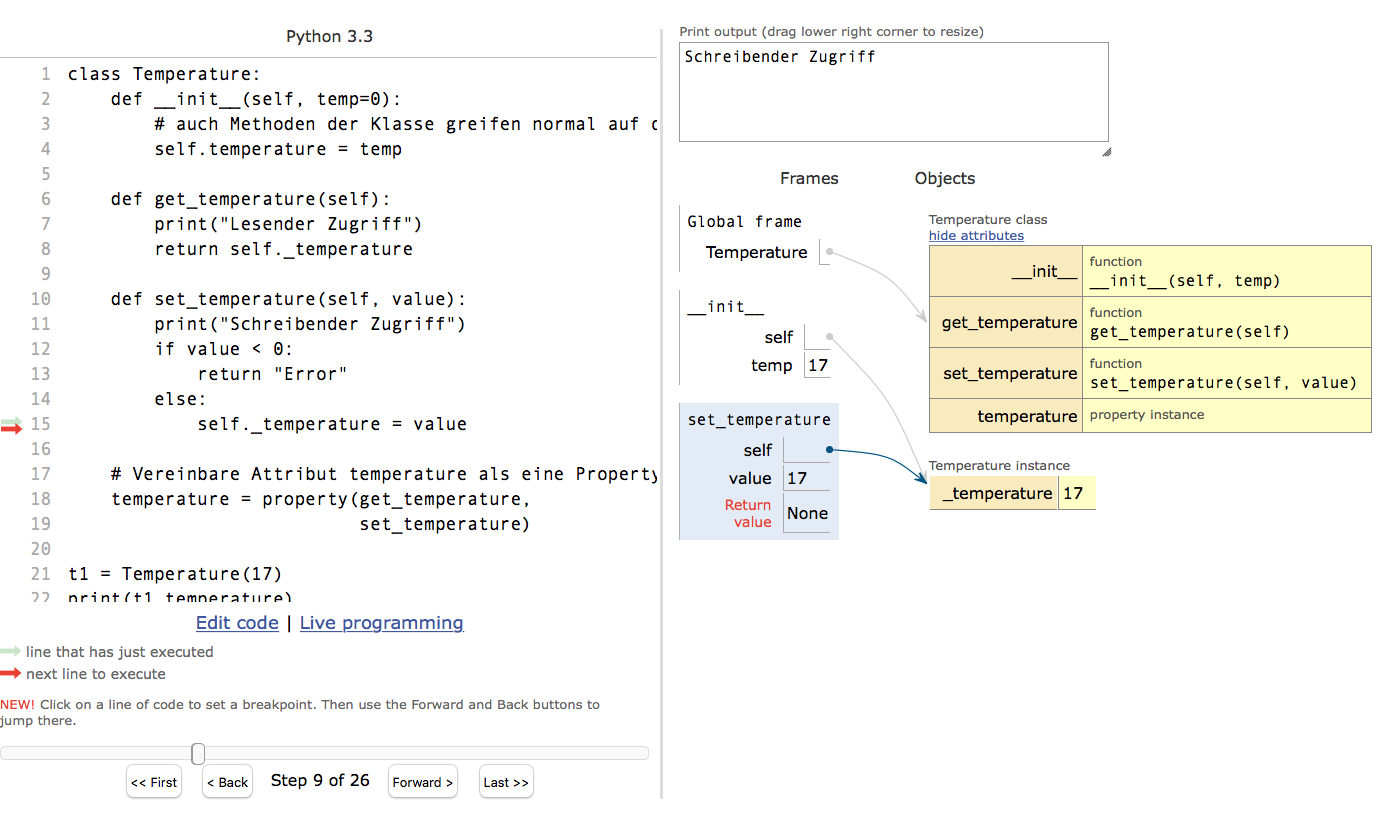 Python 3.3
1 class Temperature:
2 def __init__(self, temp=0):
3 # auch Methoden der Klasse greifen normal auf
4 self.temperature = temp
5
6 def get_temperature(self):
7 print("Lesender Zugriff")
8 return self._temperature
9
10 def set_temperature(self, value):
11 print("Schreibender Zugriff")
12 if value < 0:
13 return "Error"
14 else:
15 self._temperature = value
16
17 # Vereinbare Attribut temperature als eine Property
18 temperature = property(get_temperature,
19 set_temperature)
20
21 t1 = Temperature(17)
22 print(t1.temperature)
Edit code | Live programming
line that has just executed
next line to execute
NEW! Click on a line of code to set a breakpoint. Then use the Forward and Back buttons to
jump there.
<< First
< Back
Step 9 of 26
Forward >
Last >>
Print output (drag lower right corner to resize)
Schreibender Zugriff
Frames
Objects
Global frame
Temperature
__init__
self
temp 17
set_temperature
self
value 17
Return
value
None
Temperature class
hide attributes
__init__
function
__init__(self, temp)
get_temperature
function
get_temperature(self)
set_temperature
function
set_temperature(self, value)
temperature
property instance
Temperature instance
_temperature 17